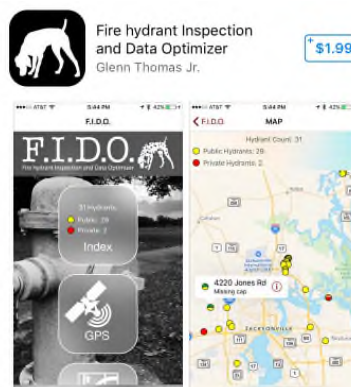 Fire hydrant Inspection
and Data Optimizer
Glenn Thomas Jr.
+
$1.99
AT&T
5:44 PM
42%
F.I.D.O.
F.I.D.O.
Fire hydrant Inspection and Data Optimizer
31 Hydrants
Public: 29
Private: 2
Index
GPS
AT&T
5:44 PM
42%
F.I.D.O.
MAP
Hydrant Count: 31
Public Hydrants: 29
Private Hydrants: 2
4220 Jones Rd
Missing cap
JACKSONVILLE